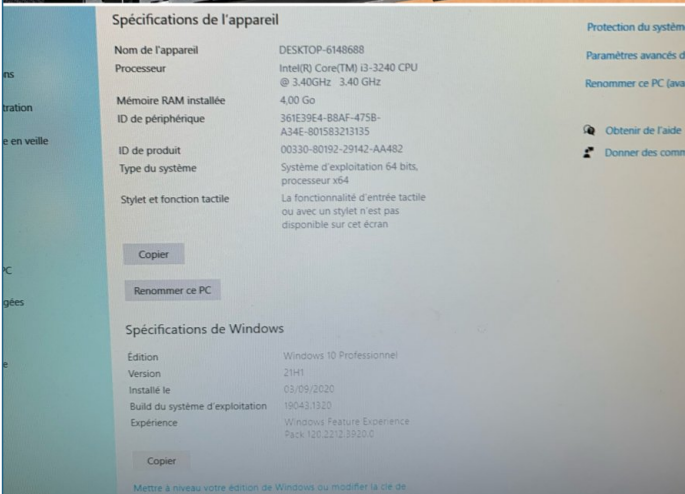 Spécifications de l'appareil
Nom de l'appareil DESKTOP-6148688
Processeur Intel(R) Core(TM) i3-3240 CPU
@ 3.40GHz 3.40 GHz
Mémoire RAM installée 4,00 Go
ID de périphérique 361E39E4-B8AF-475B-
A34E-801583213135
ID de produit 00330-80192-29142-AA482
Type du système Système d'exploitation 64 bits,
processeur x64
Stylet et fonction tactile La fonctionnalité d'entrée tactile
ou avec un stylet n'est pas
disponible sur cet écran
Copier
Renommer ce PC
Spécifications de Windows
Édition Windows 10 Professionnel
Version 21H1
Installé le 03/09/2020
Build du système d'exploitation 19043.1320
Expérience Windows Feature Experience
Pack 120.2212.3920.0
Copier
Mettre à niveau votre édition de Windows ou modifier la clé de
ns
tration
e en veille
PC
gées
e
Protection du systèm
Paramètres avancés d
Renommer ce PC (ava
Obtenir de l'aide
Donner des comm